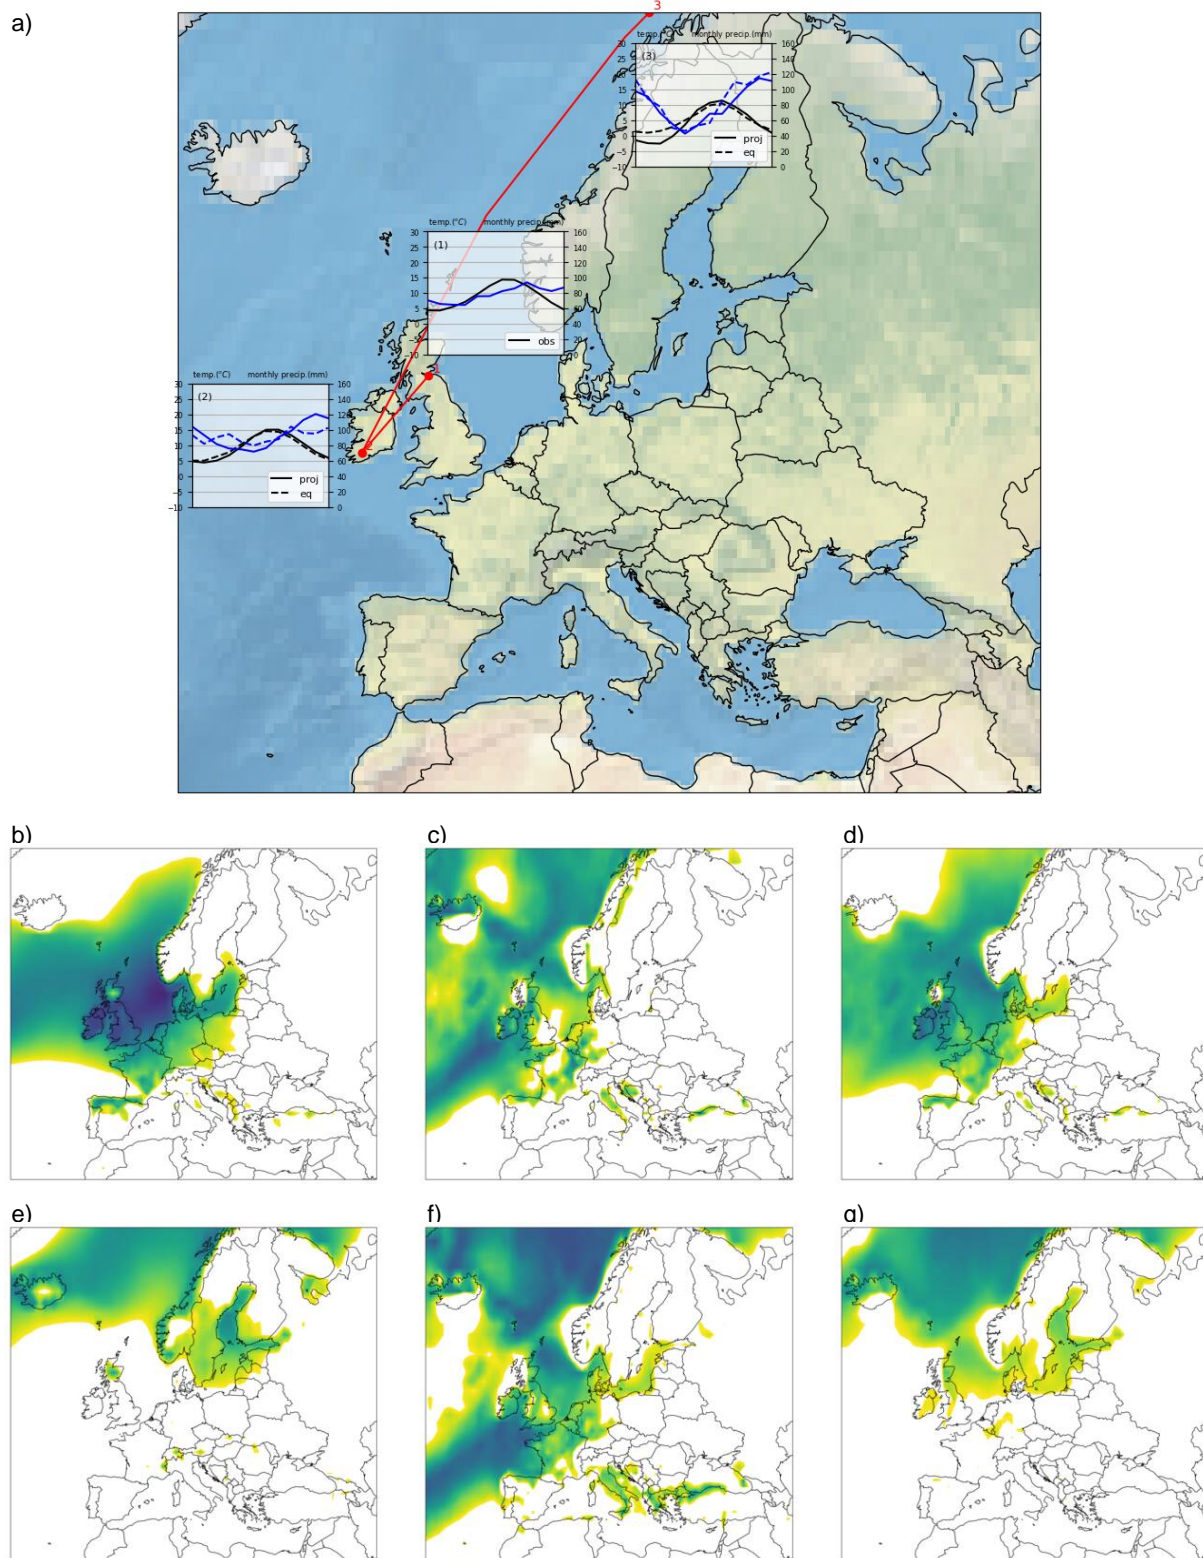 a)
3
temp.(°C) monthly precip.(mm)
30 160
25 (3) 140
20 120
15 100
10 80
5 60
0 proj 40
−5 eq 20
−10 0
temp.(°C) monthly precip.(mm)
30 160
25 (1) 140
20 120
15 100
10 80
5 60
0 40
−5 obs 20
−10 0
1
temp.(°C) monthly precip.(mm)
30 160
25 (2) 140
20 120
15 100
10 80
5 60
0 proj 40
−5 eq 20
−10 0
2
b) c) d)
e) f) g)